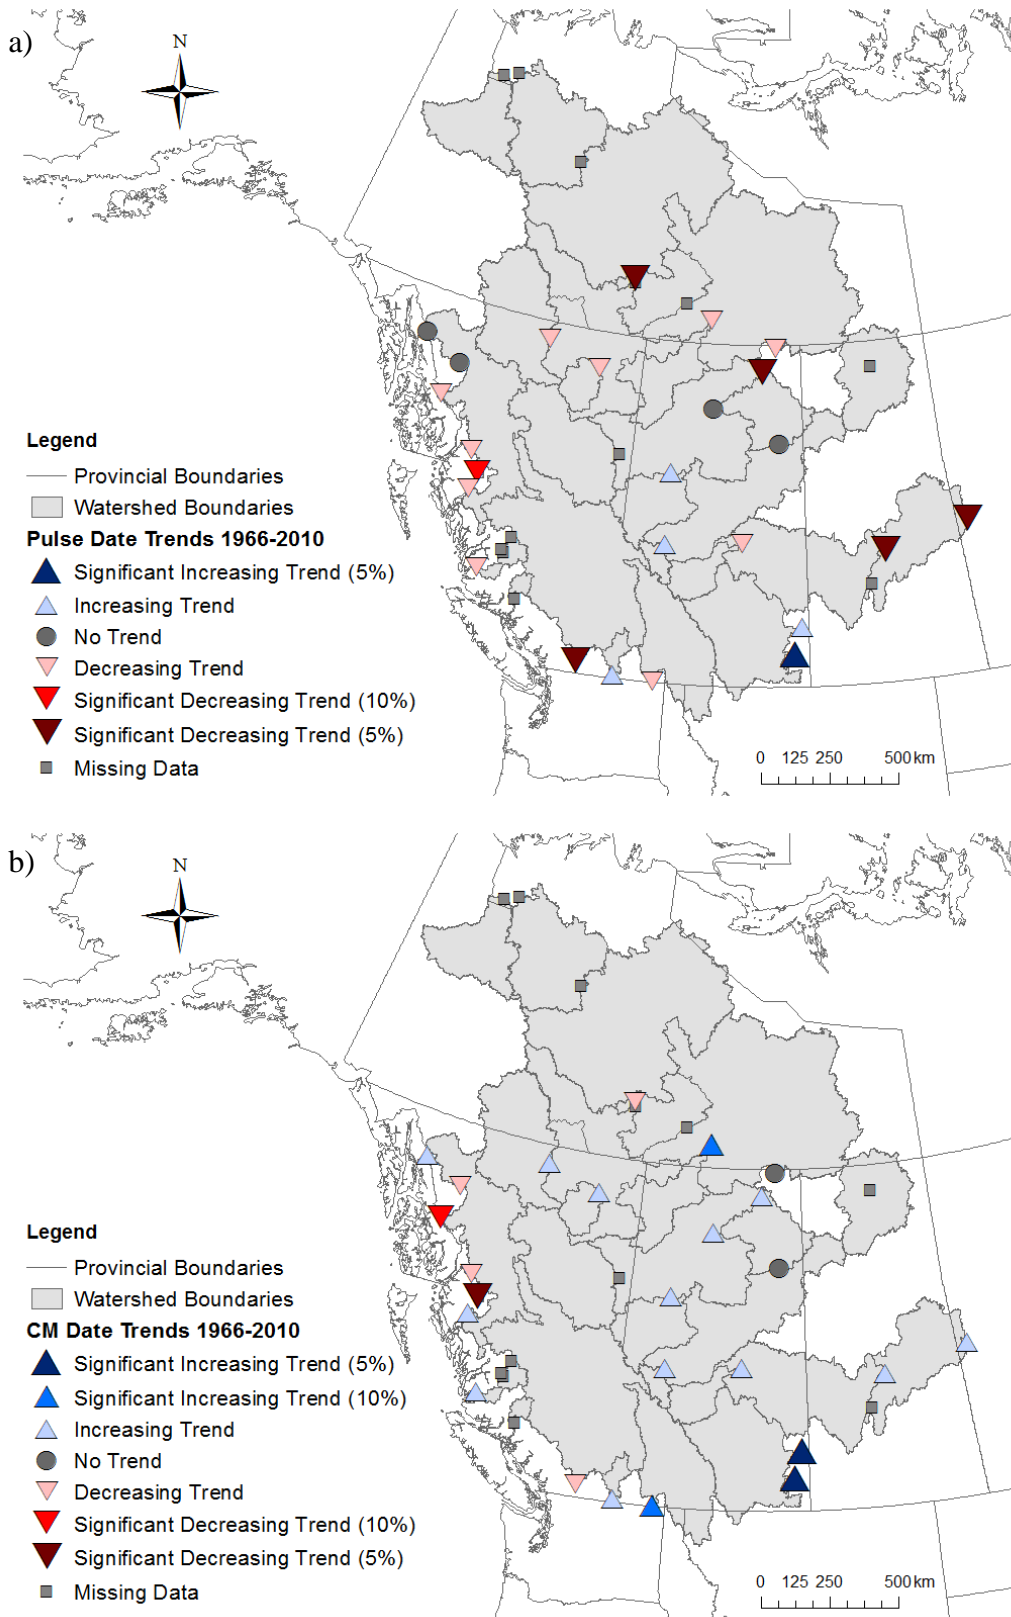 a)
N
Legend
Provincial Boundaries
Watershed Boundaries
Pulse Date Trends 1966-2010
Significant Increasing Trend (5%)
Increasing Trend
No Trend
Decreasing Trend
Significant Decreasing Trend (10%)
Significant Decreasing Trend (5%)
Missing Data
0 125 250 500 km
b)
N
Legend
Provincial Boundaries
Watershed Boundaries
CM Date Trends 1966-2010
Significant Increasing Trend (5%)
Significant Increasing Trend (10%)
Increasing Trend
No Trend
Decreasing Trend
Significant Decreasing Trend (10%)
Significant Decreasing Trend (5%)
Missing Data
0 125 250 500 km